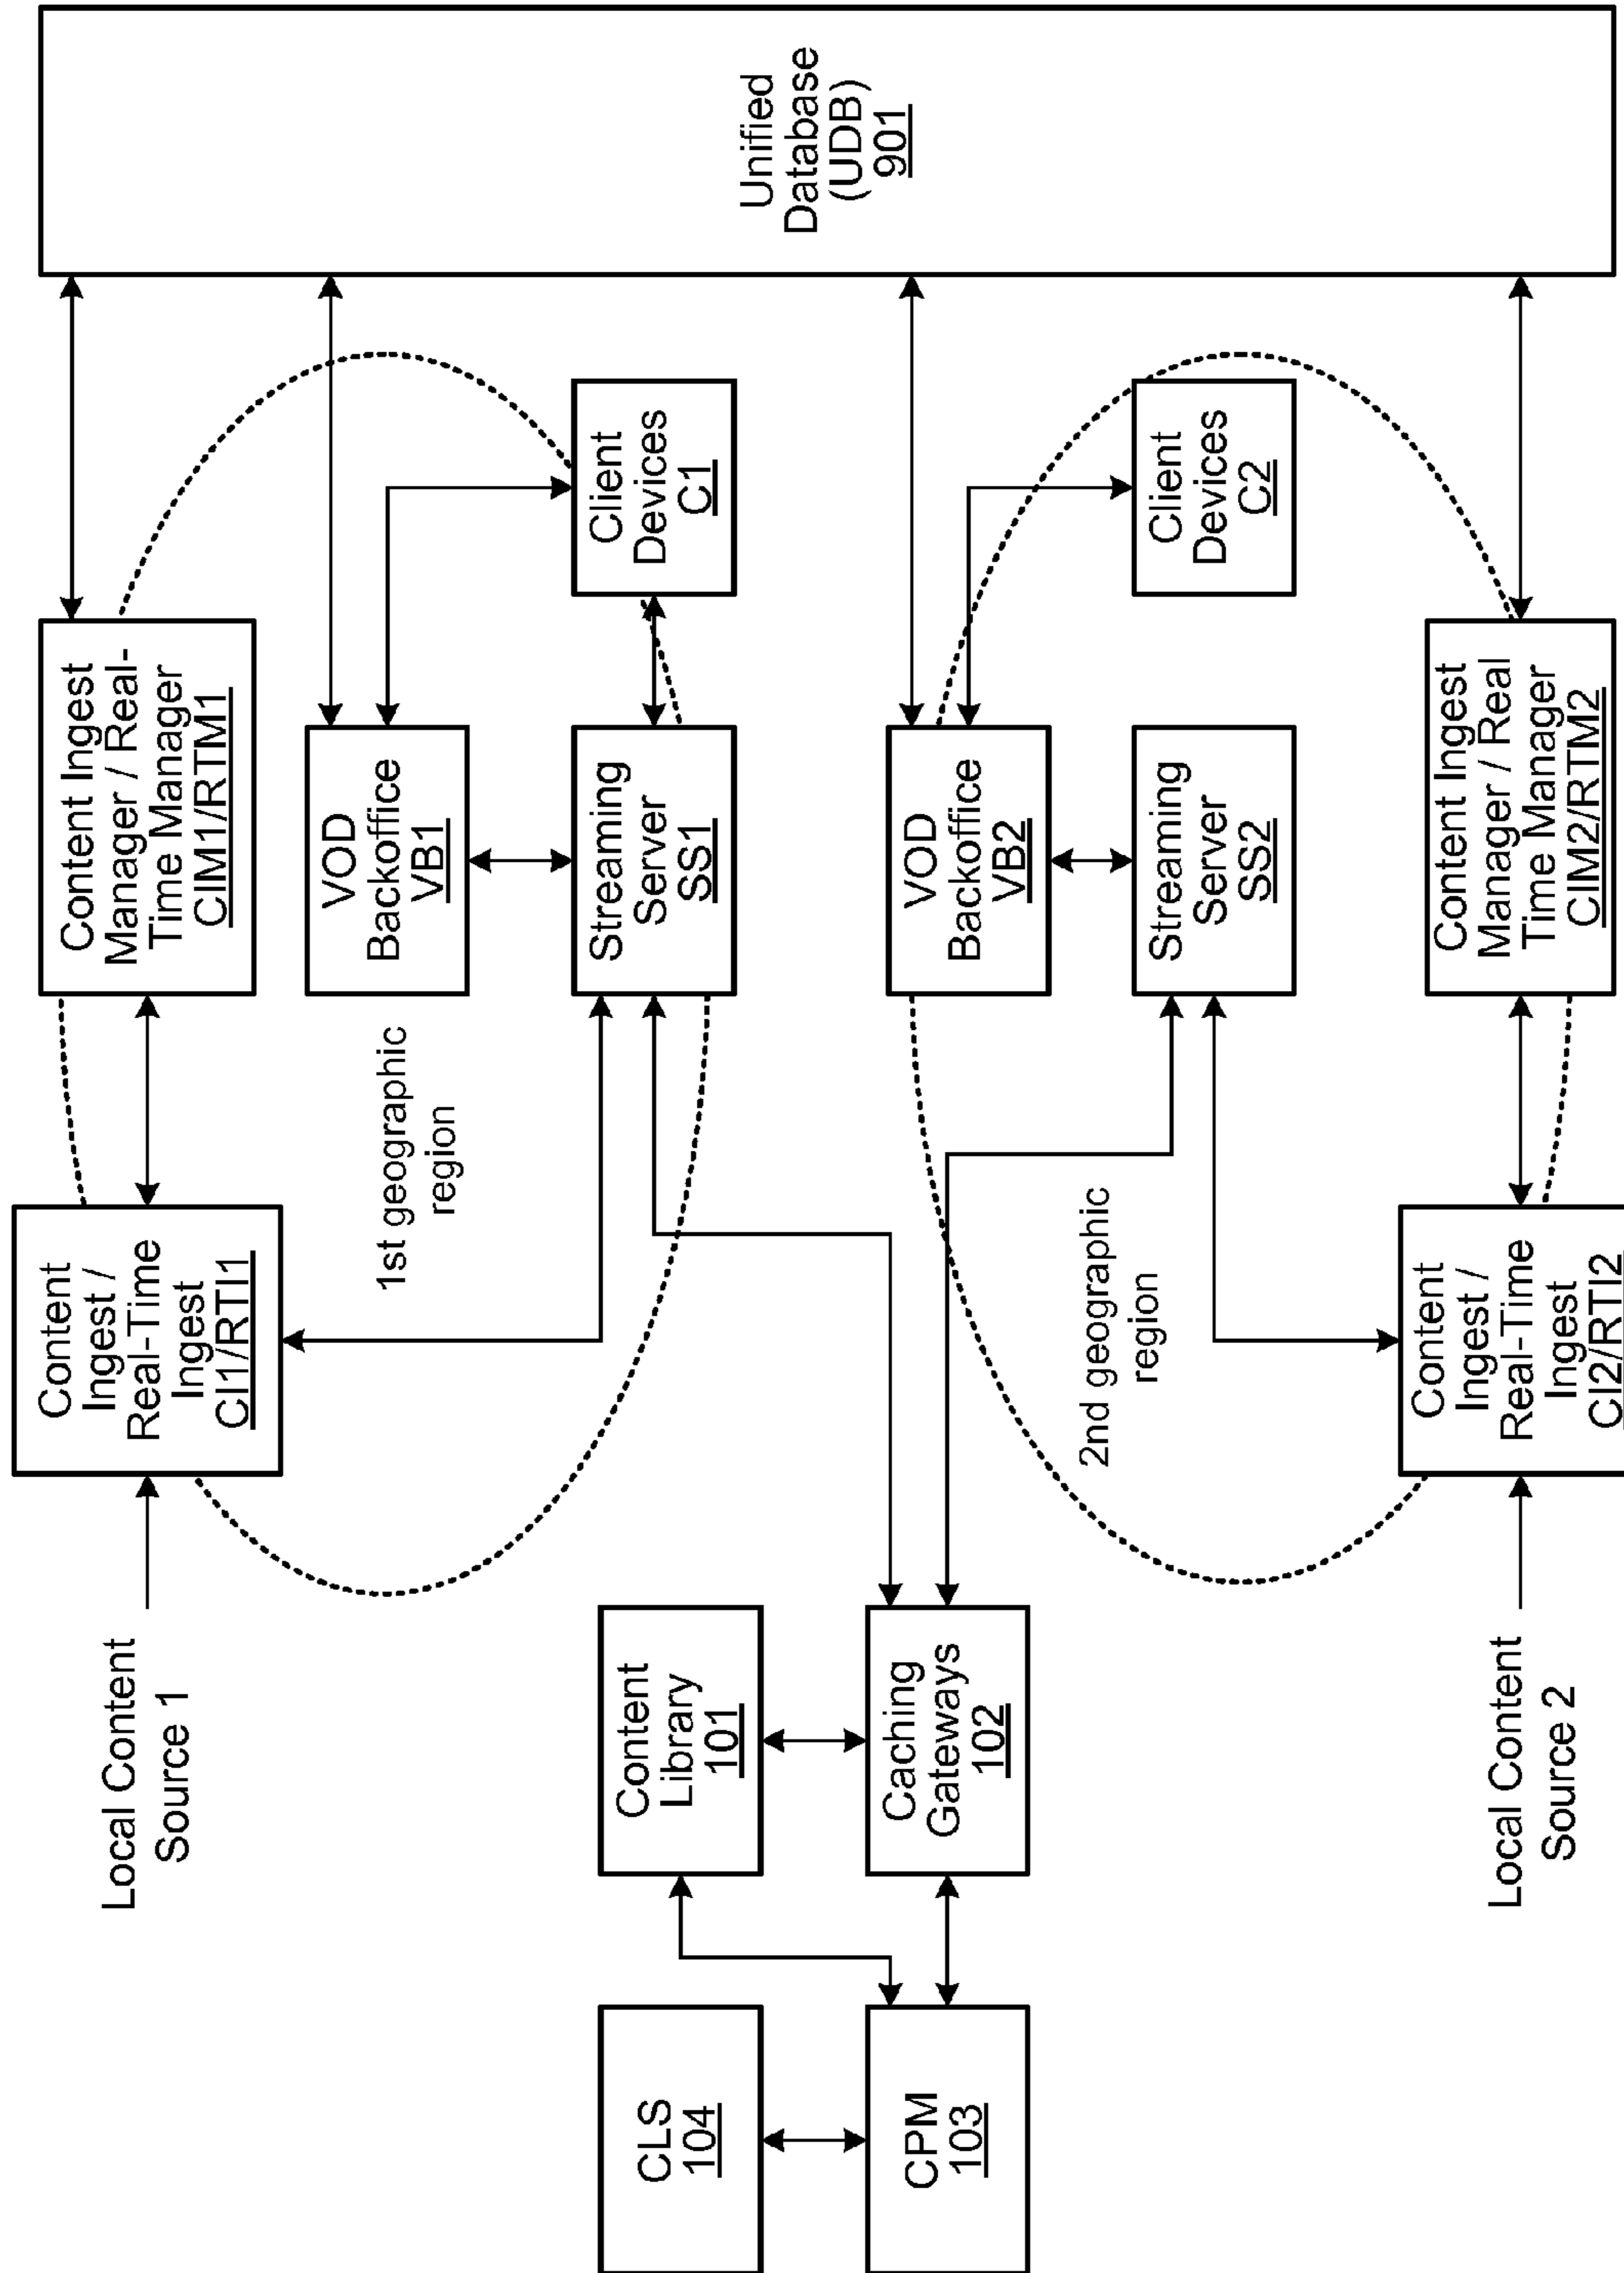 Local Content
Source 1
Content
Ingest /
Real-Time
Ingest
CI1/RTI1
Content Ingest
Manager / Real-
Time Manager
CIM1/RTM1
1st geographic
region
VOD
Backoffice
VB1
Streaming
Server
SS1
Client
Devices
C1
Unified
Database
(UDB)
901
CLS
104
Content
Library
101
CPM
103
Caching
Gateways
102
2nd geographic
region
VOD
Backoffice
VB2
Streaming
Server
SS2
Client
Devices
C2
Local Content
Source 2
Content
Ingest /
Real-Time
Ingest
CI2/RTI2
Content Ingest
Manager / Real
Time Manager
CIM2/RTM2